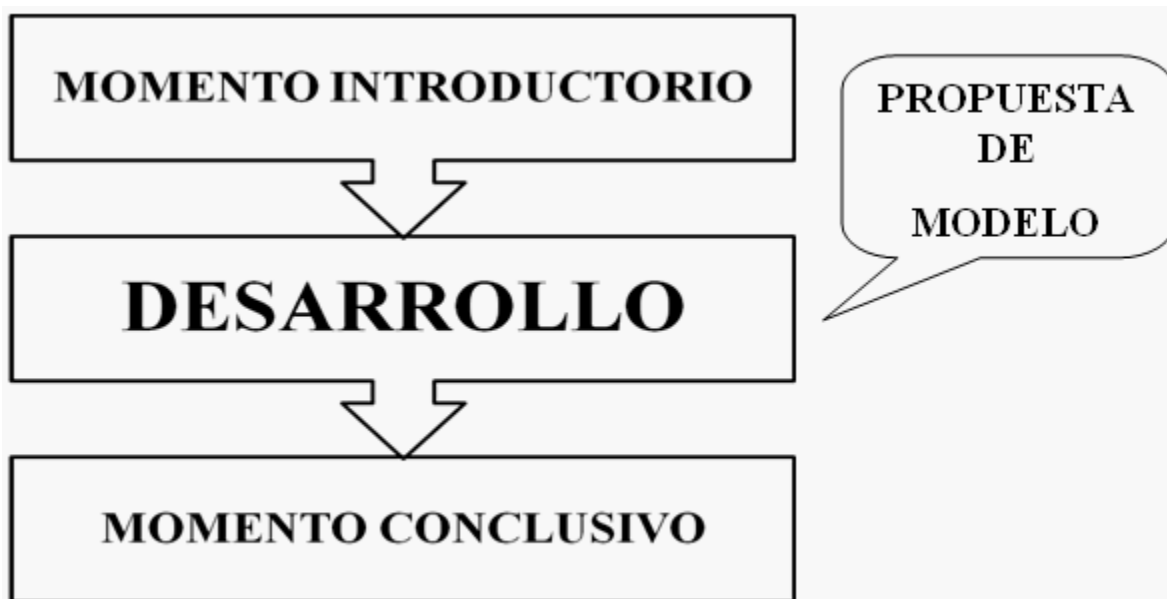 MOMENTO INTRODUCTORIO
PROPUESTA
DE
MODELO
DESARROLLO
MOMENTO CONCLUSIVO